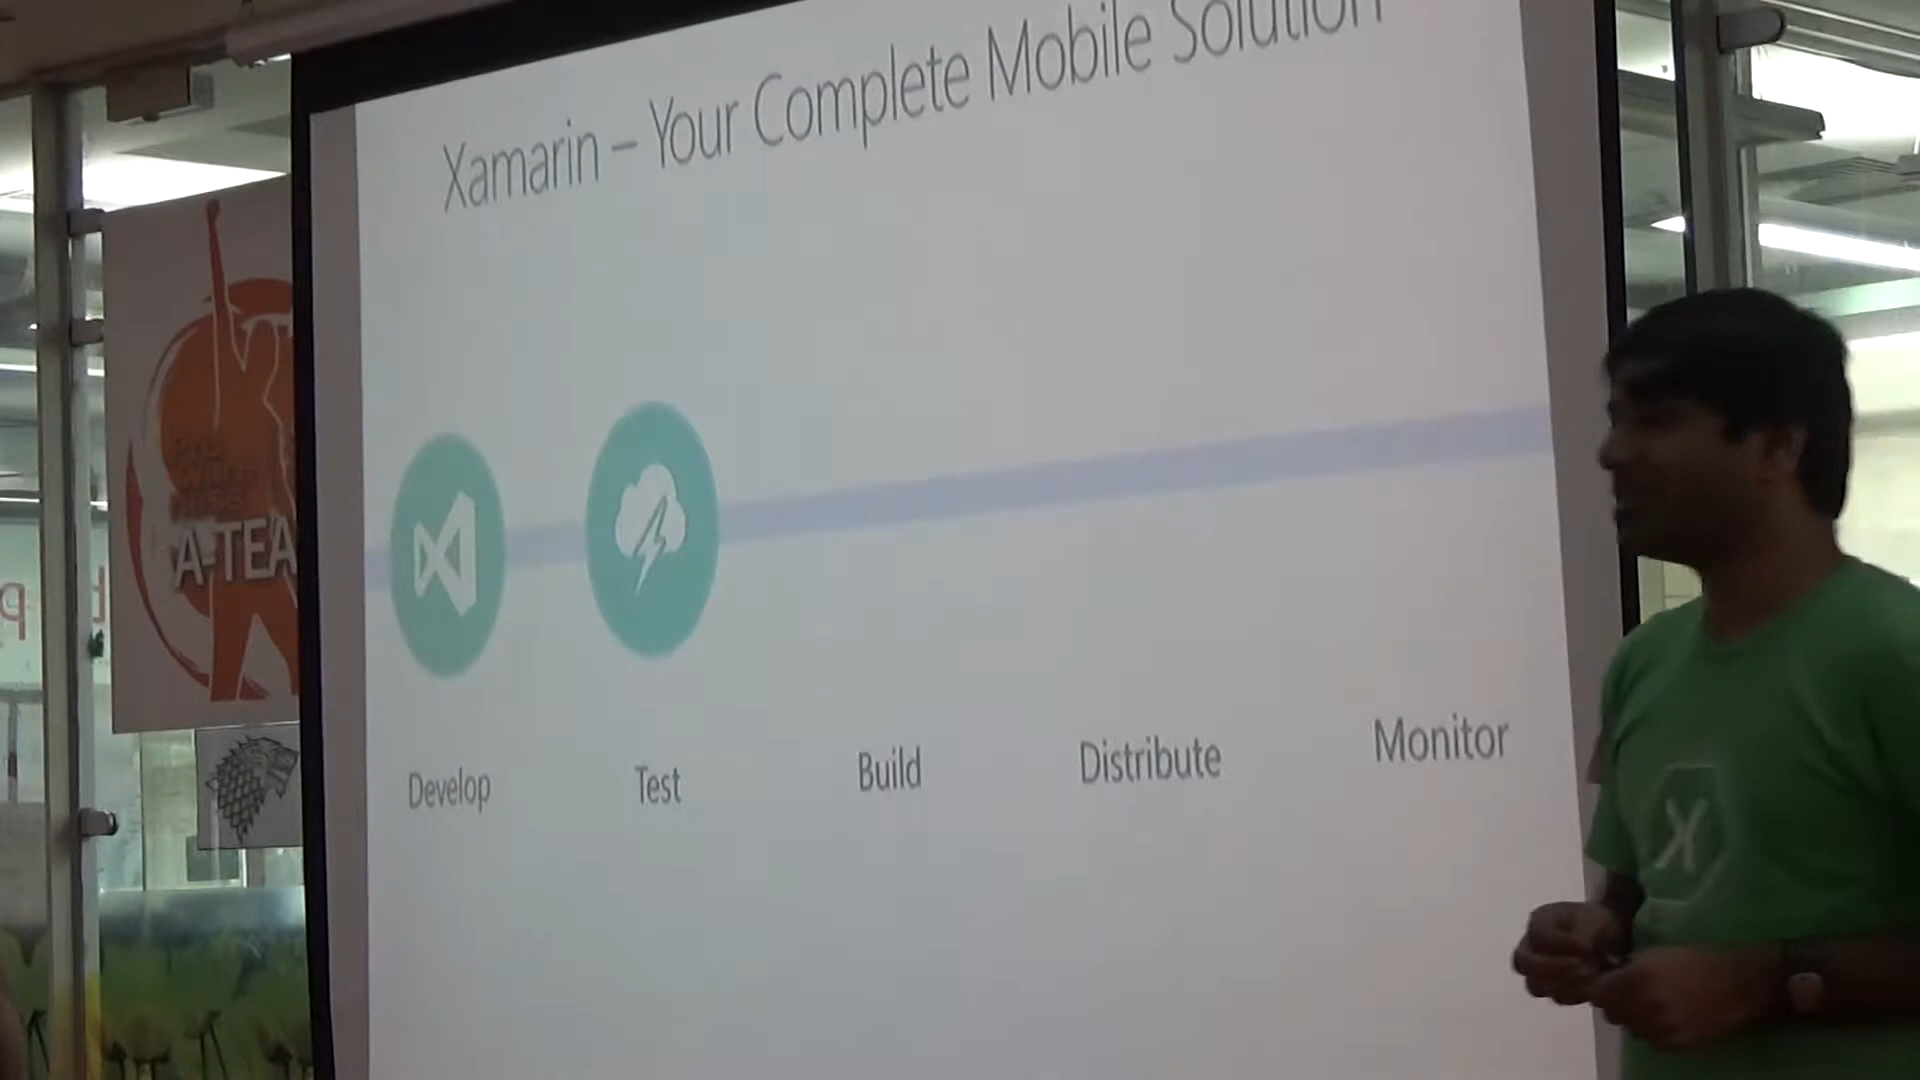 Xamarin – Your Complete Mobile Solution
A-TEA
Develop
Test
Build
Distribute
Monitor
X